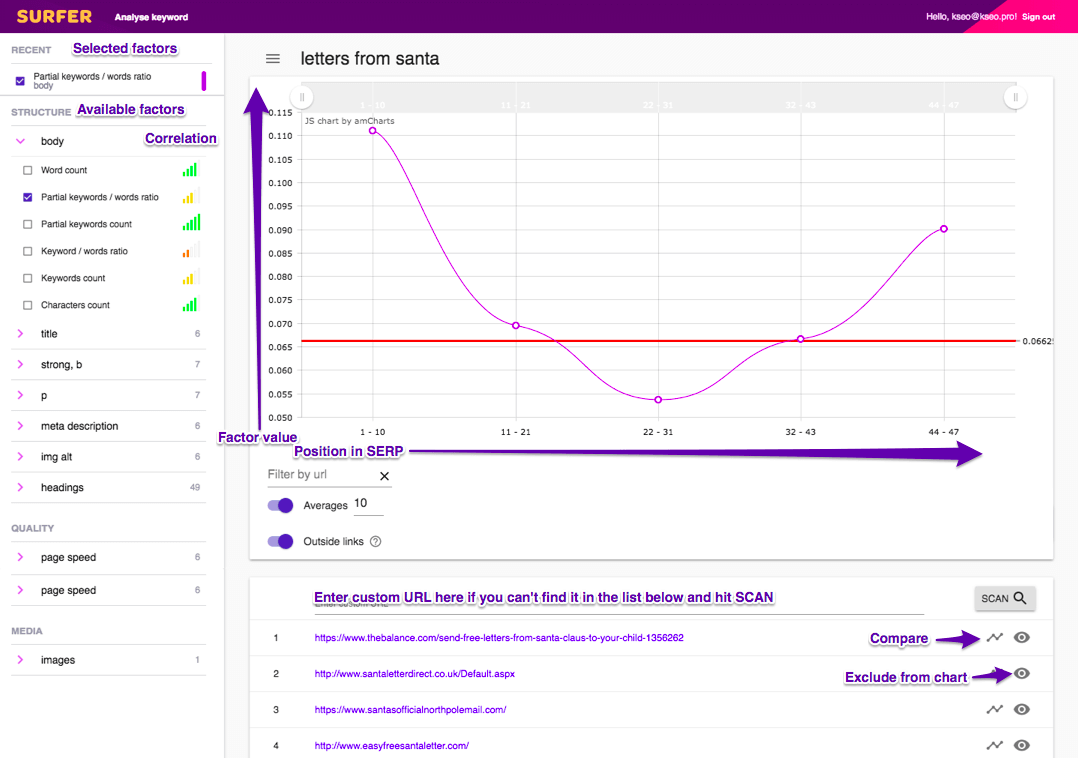 SURFER
Analyse keyword
Hello, kseo@kseo.pro! Sign out
RECENT
Selected factors
Partial keywords / words ratio
body
STRUCTURE
Available factors
body
Correlation
Word count
Partial keywords / words ratio
Partial keywords count
Keyword / words ratio
Keywords count
Characters count
title 6
strong, b 7
p 7
meta description 6
img alt 6
headings 49
QUALITY
page speed 6
page speed 6
MEDIA
images 1
letters from santa
1 - 10
11 - 21
22 - 31
32 - 43
44 - 47
JS chart by amCharts
0.115
0.110
0.105
0.100
0.095
0.090
0.085
0.080
0.075
0.070
0.065
0.060
0.055
0.050
0.0662
1 - 10
11 - 21
22 - 31
32 - 43
44 - 47
Factor value
Position in SERP
Filter by url
Averages 10
Outside links ?
Enter custom URL here if you can't find it in the list below and hit SCAN
SCAN
1 https://www.thebalance.com/send-free-letters-from-santa-claus-to-your-child-1356262
Compare
2 http://www.santaletterdirect.co.uk/Default.aspx
Exclude from chart
3 https://www.santasofficialnorthpolemail.com/
4 http://www.easyfreesantaletter.com/